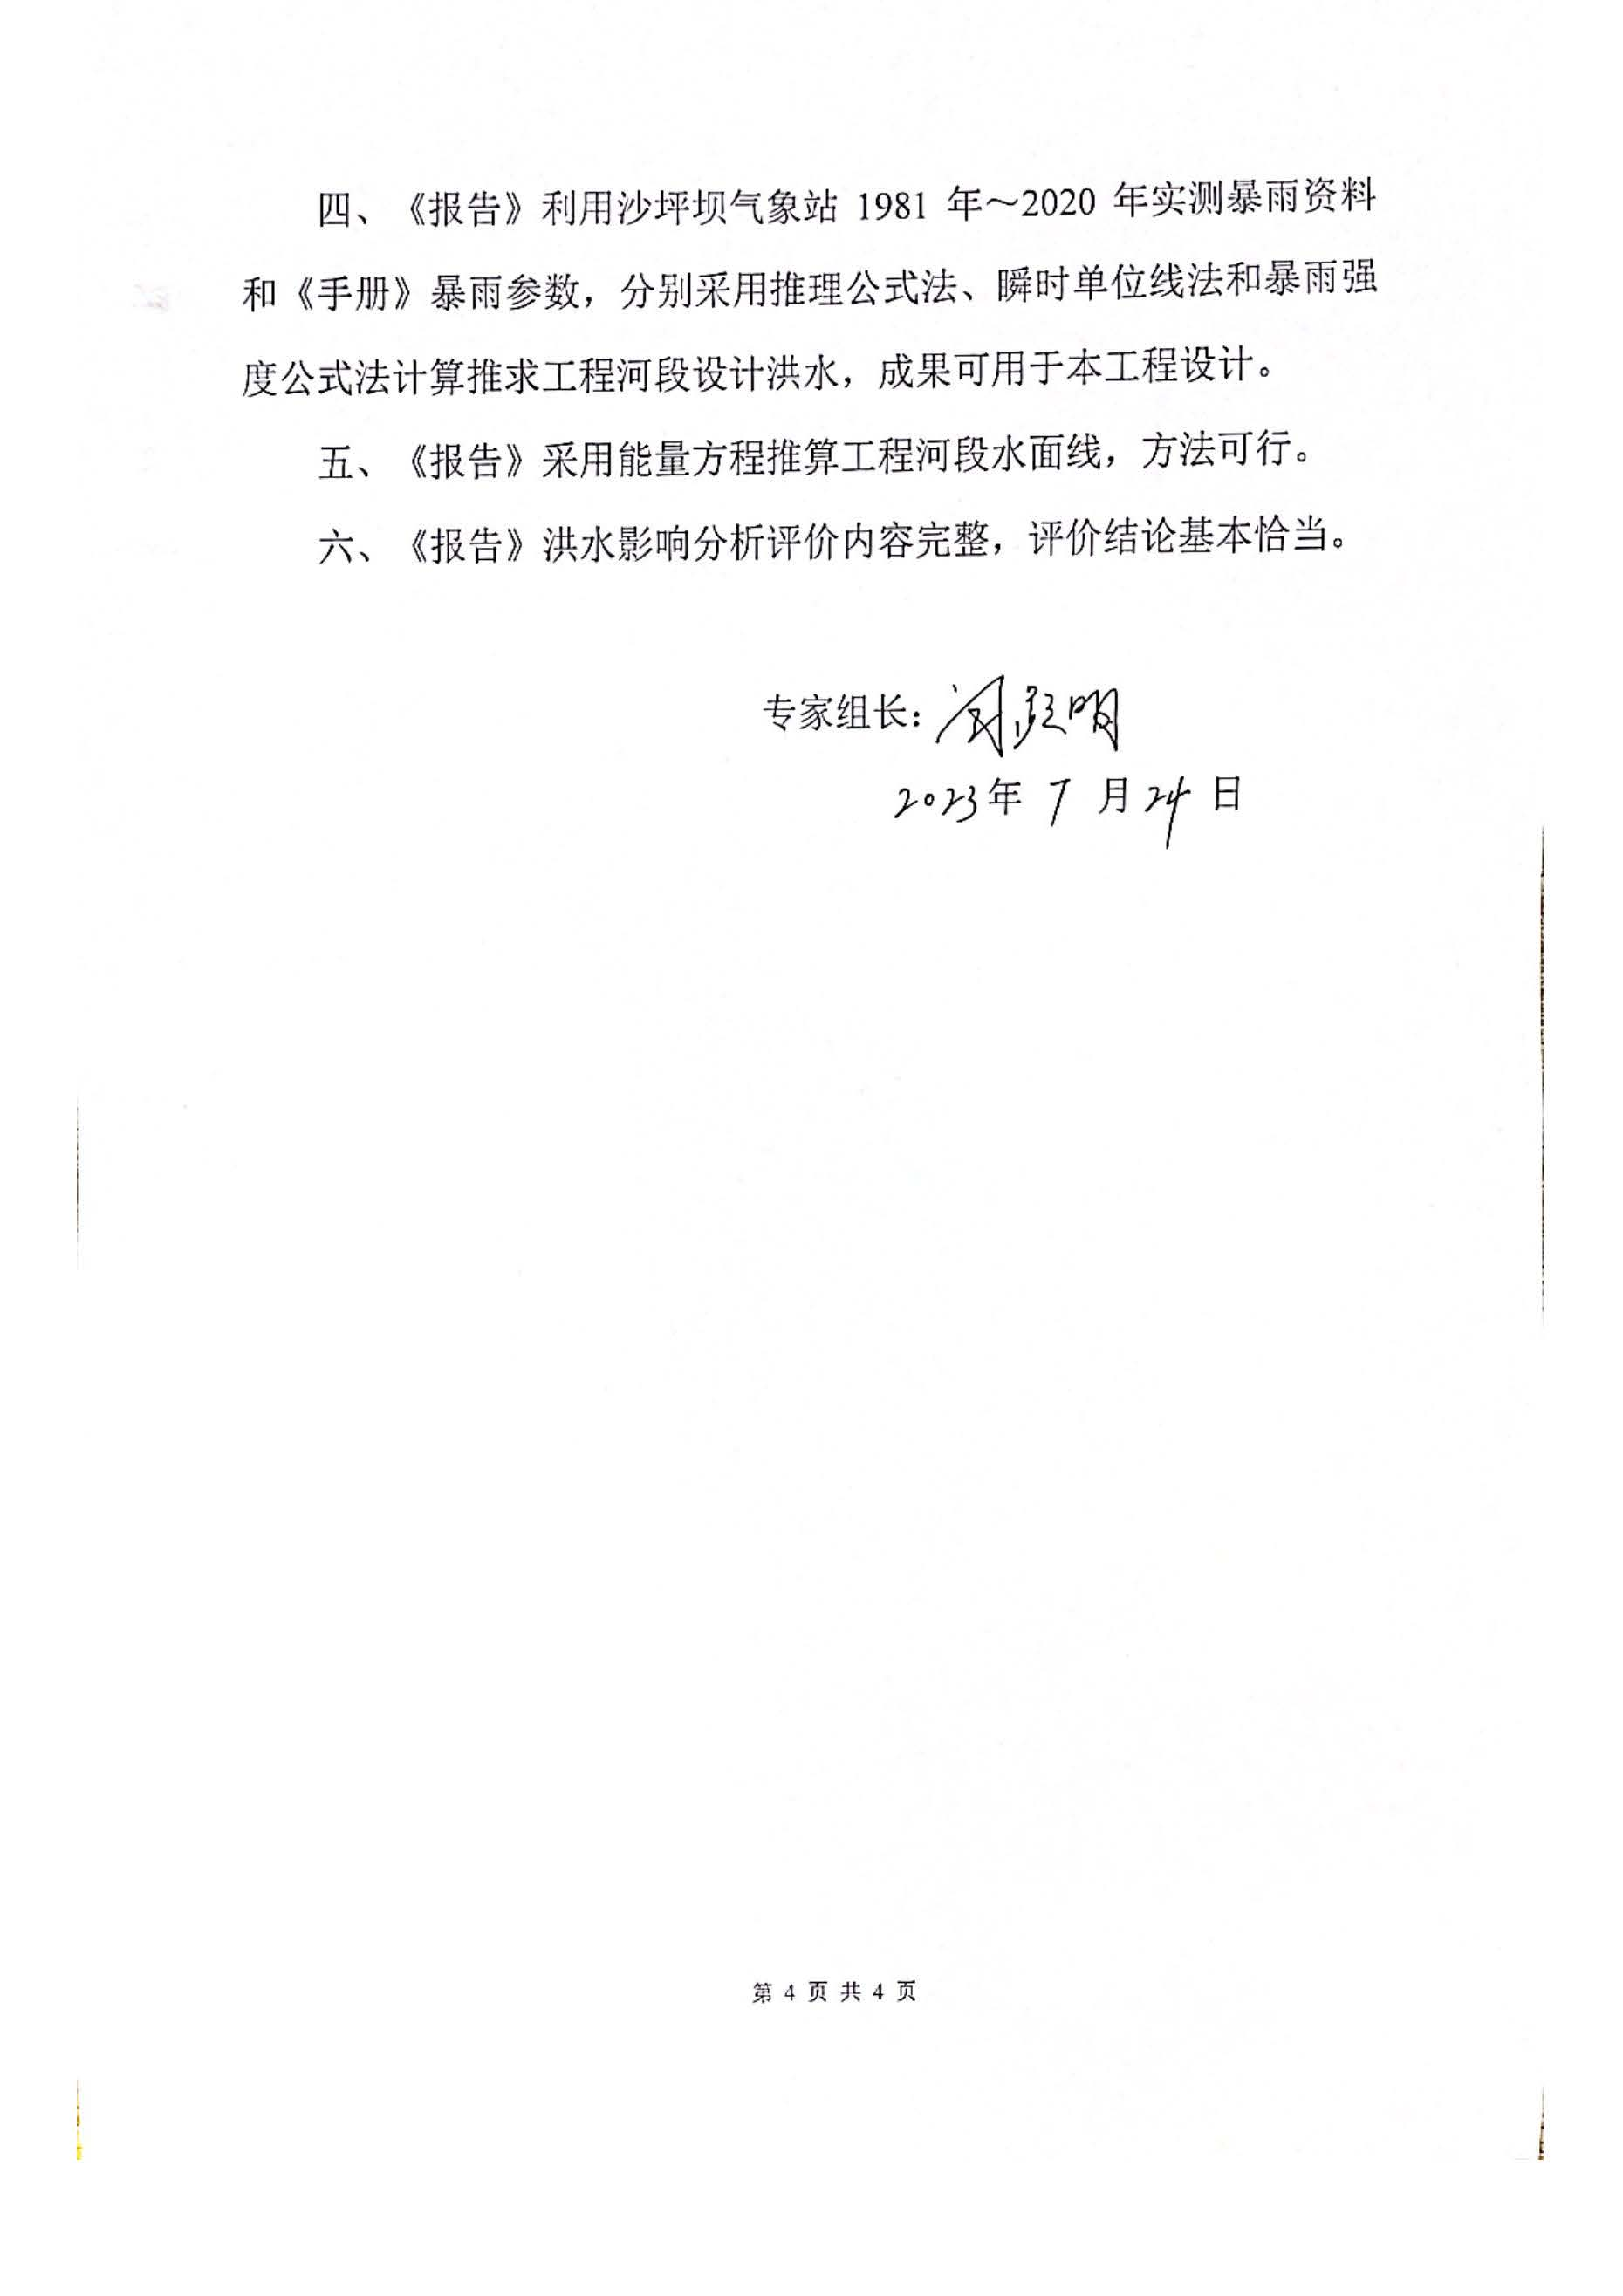 四、《报告》利用沙坪坝气象站 1981 年～2020 年实测暴雨资料
和《手册》暴雨参数，分别采用推理公式法、瞬时单位线法和暴雨强
度公式法计算推求工程河段设计洪水，成果可用于本工程设计。
五、《报告》采用能量方程推算工程河段水面线，方法可行。
六、《报告》洪水影响分析评价内容完整，评价结论基本恰当。
专家组长：
2023年 7 月 24 日
第 4 页 共 4 页